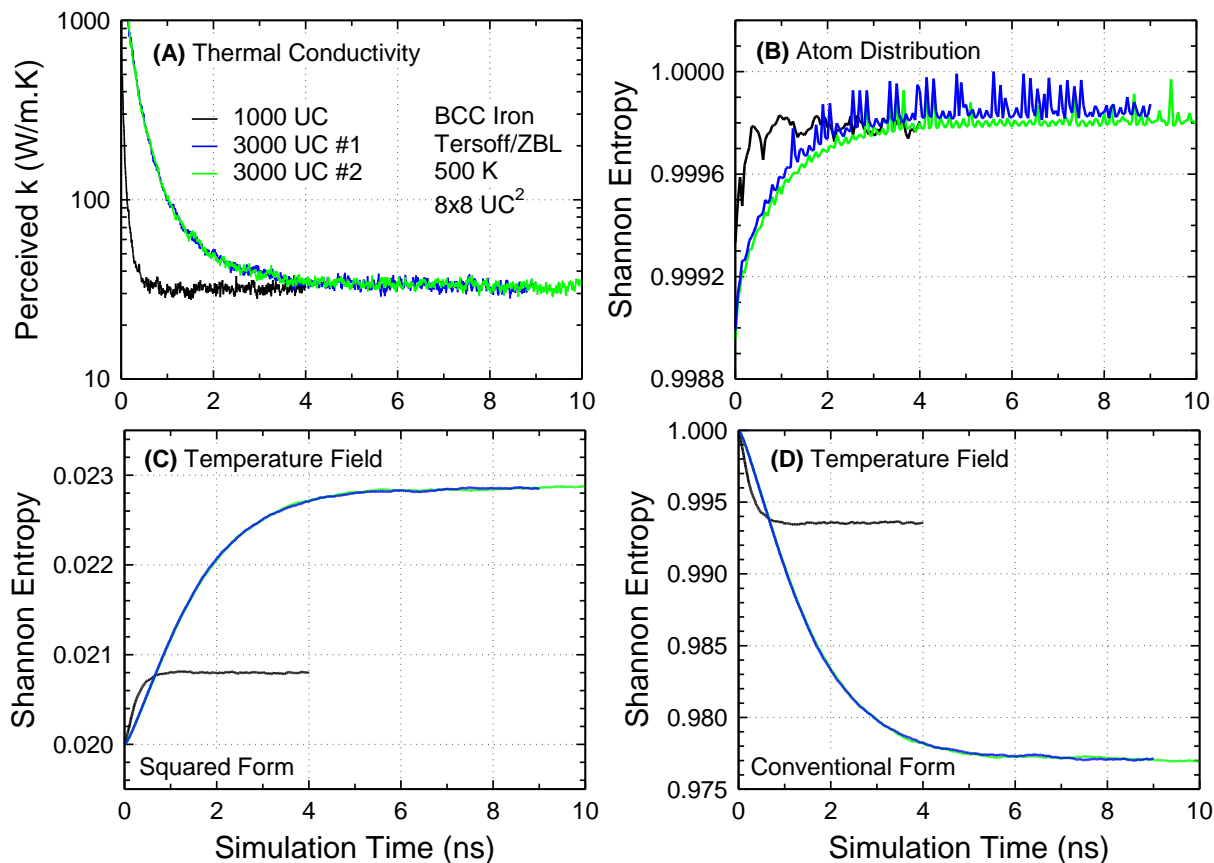 (A) Thermal Conductivity
Perceived k (W/m.K)
1000
100
10
1000 UC
3000 UC #1
3000 UC #2
BCC Iron
Tersoff/ZBL
500 K
8x8 UC²
0 2 4 6 8 10
(B) Atom Distribution
Shannon Entropy
1.0000
0.9996
0.9992
0.9988
0 2 4 6 8 10
(C) Temperature Field
Shannon Entropy
0.023
0.022
0.021
0.020
Squared Form
0 2 4 6 8 10
Simulation Time (ns)
(D) Temperature Field
Shannon Entropy
1.000
0.995
0.990
0.985
0.980
0.975
Conventional Form
0 2 4 6 8 10
Simulation Time (ns)